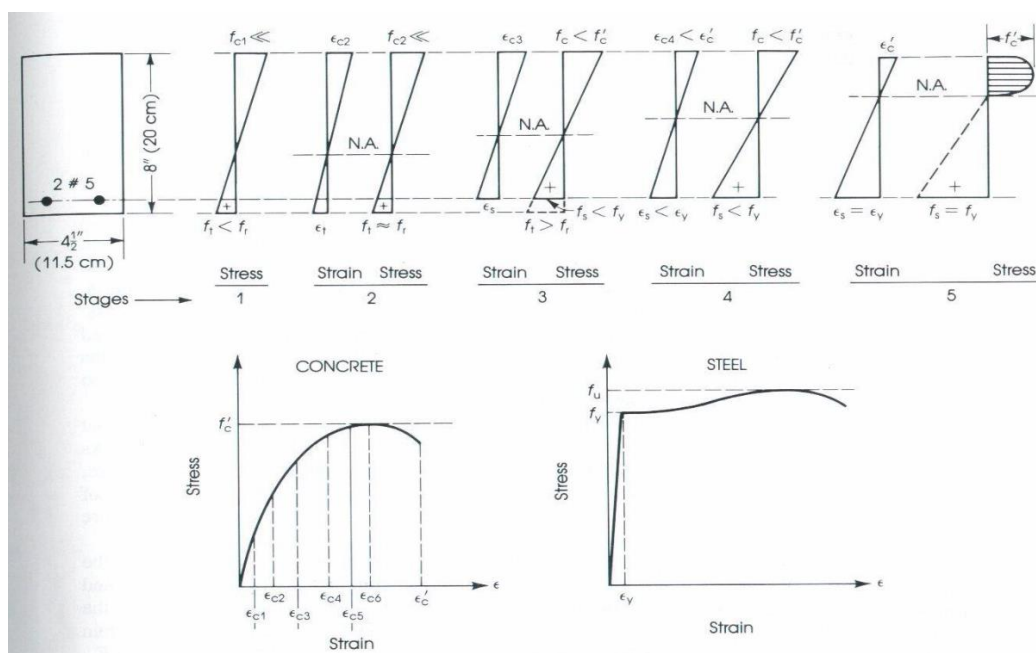 f_c1 ≪ ϵ_c2 f_c2 ≪ ϵ_c3 f_c < f′_c ϵ_c4 < ϵ′_c f_c < f′_c ϵ′_c f′_c
8″ (20 cm)
N.A. N.A. N.A. N.A.
2 # 5
+ + + + +
f_t < f_r ϵ_t f_t ≈ f_r ϵ_s f_s < f_y ϵ_s < ϵ_y f_s < f_y ϵ_s = ϵ_y f_s = f_y
f_t > f_r
4½″
(11.5 cm)
Stress Strain Stress Strain Stress Strain Stress Strain Stress
Stages 1 2 3 4 5
CONCRETE
f′_c
Stress
ϵ
ϵ_c1 ϵ_c2 ϵ_c3 ϵ_c4 ϵ_c5 ϵ_c6 ϵ′_c
Strain
STEEL
f_u
f_y
Stress
ϵ
ϵ_y
Strain